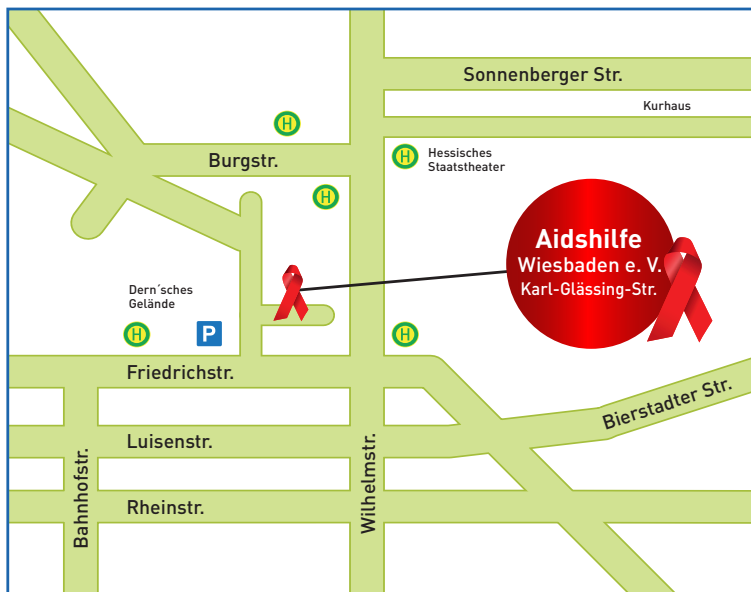 Sonnenberger Str.
Kurhaus
H
Burgstr.
H
Hessisches
Staatstheater
H
Aidshilfe
Wiesbaden e. V.
Karl-Glässing-Str.
Dern´sches
Gelände
H
P
H
Friedrichstr.
Bierstadter Str.
Luisenstr.
Bahnhofstr.
Wilhelmstr.
Rheinstr.